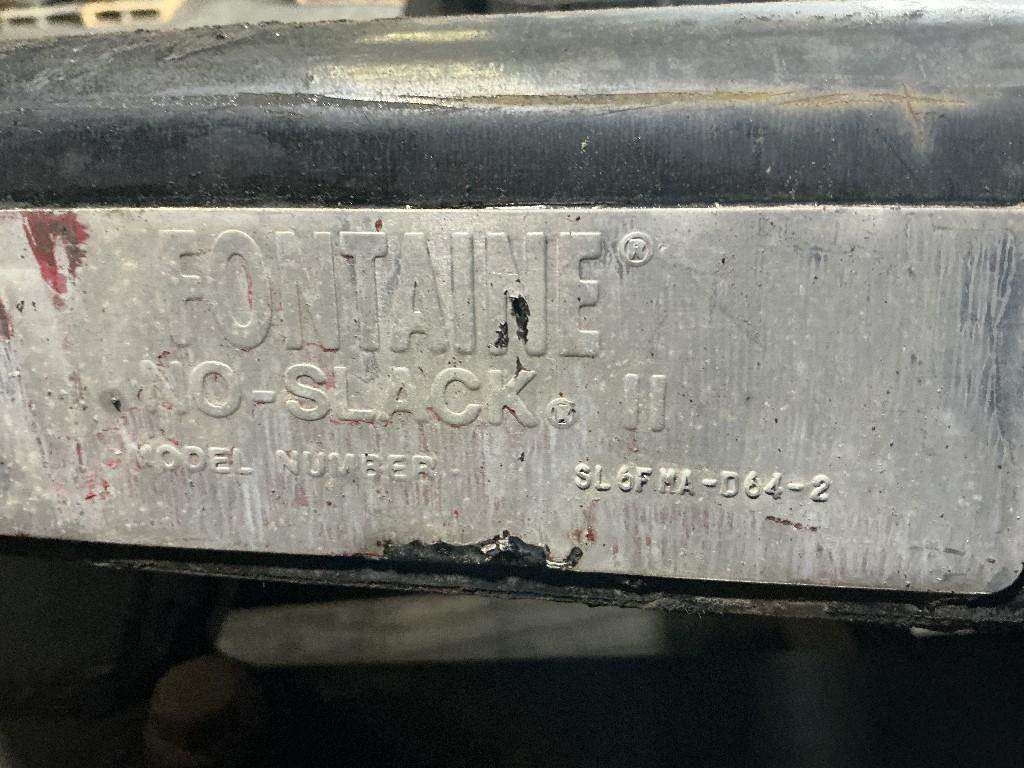 FONTAINE®
NO-SLACK® II
MODEL NUMBER SL6FMA-D64-2